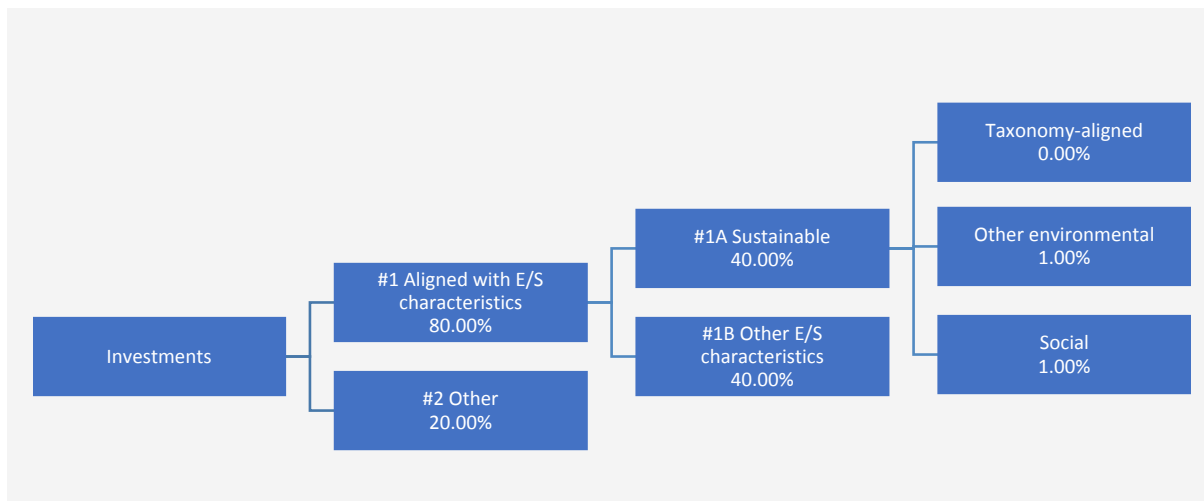 Investments
#1 Aligned with E/S
characteristics
80.00%
#2 Other
20.00%
#1A Sustainable
40.00%
#1B Other E/S
characteristics
40.00%
Taxonomy-aligned
0.00%
Other environmental
1.00%
Social
1.00%